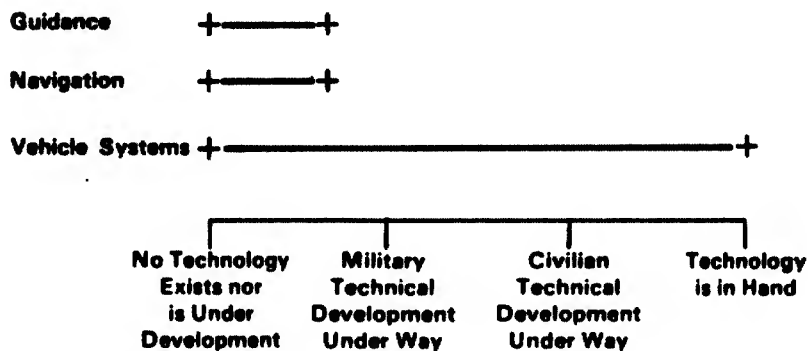 Guidance
Navigation
Vehicle Systems
No Technology Military Civilian Technology
Exists nor Technical Technical is in Hand
is Under Development Development
Development Under Way Under Way